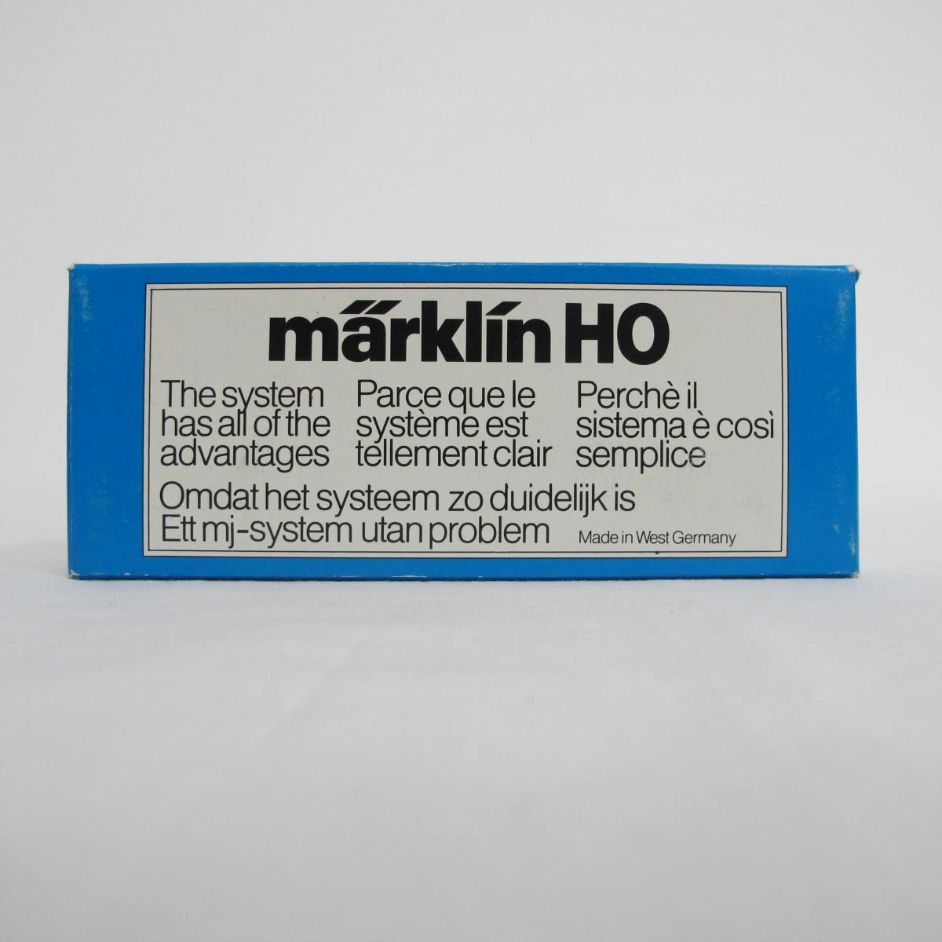 märklin HO
The system
has all of the
advantages
Parce que le
système est
tellement clair
Perchè il
sistema è così
semplice
Omdat het systeem zo duidelijk is
Ett mj-system utan problem
Made in West Germany